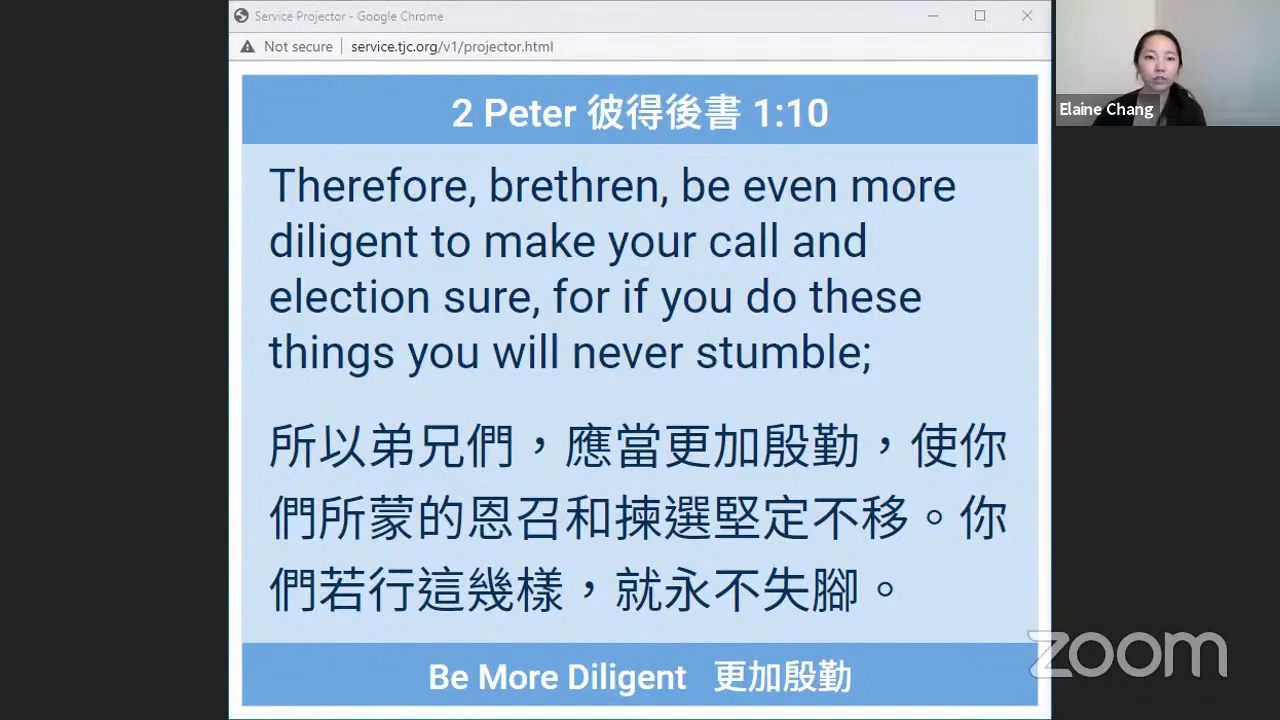 Service Projector - Google Chrome
Not secure
service.tjc.org/v1/projector.html
Elaine Chang
2 Peter 彼得後書 1:10
Therefore, brethren, be even more
diligent to make your call and
election sure, for if you do these
things you will never stumble;
所以弟兄們，應當更加殷勤，使你
們所蒙的恩召和揀選堅定不移。你
們若行這幾樣，就永不失腳。
Be More Diligent 更加殷勤
zoom